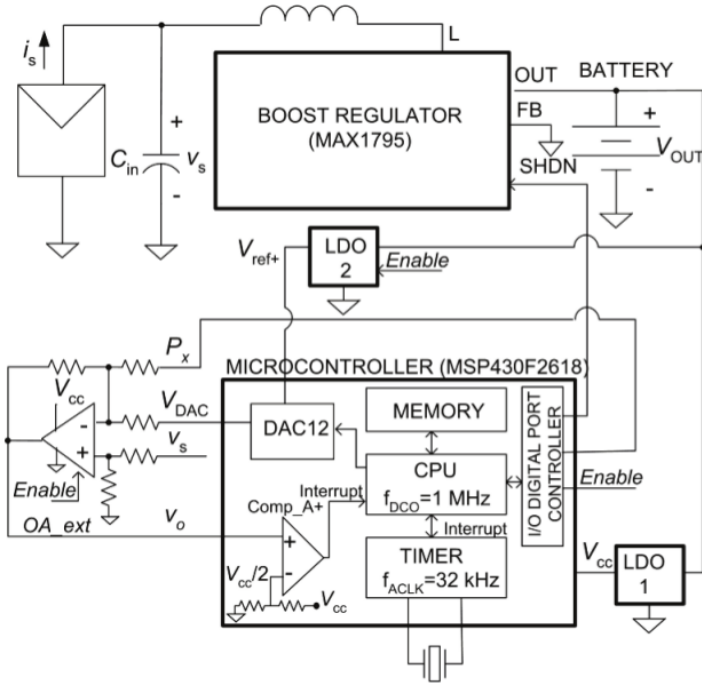 L
i_s
OUT
BATTERY
BOOST REGULATOR
(MAX1795)
FB
+
C_in
v_s
-
+
V_OUT
-
SHDN
V_ref+
LDO
2
Enable
P_x
MICROCONTROLLER (MSP430F2618)
V_cc
V_DAC
DAC12
MEMORY
-
+
v_s
CPU
f_DCO=1 MHz
I/O DIGITAL PORT
CONTROLLER
Enable
Interrupt
Enable
Comp_A+
OA_ext
v_o
Interrupt
+
-
TIMER
f_ACLK=32 kHz
V_cc/2
V_cc
V_cc
LDO
1